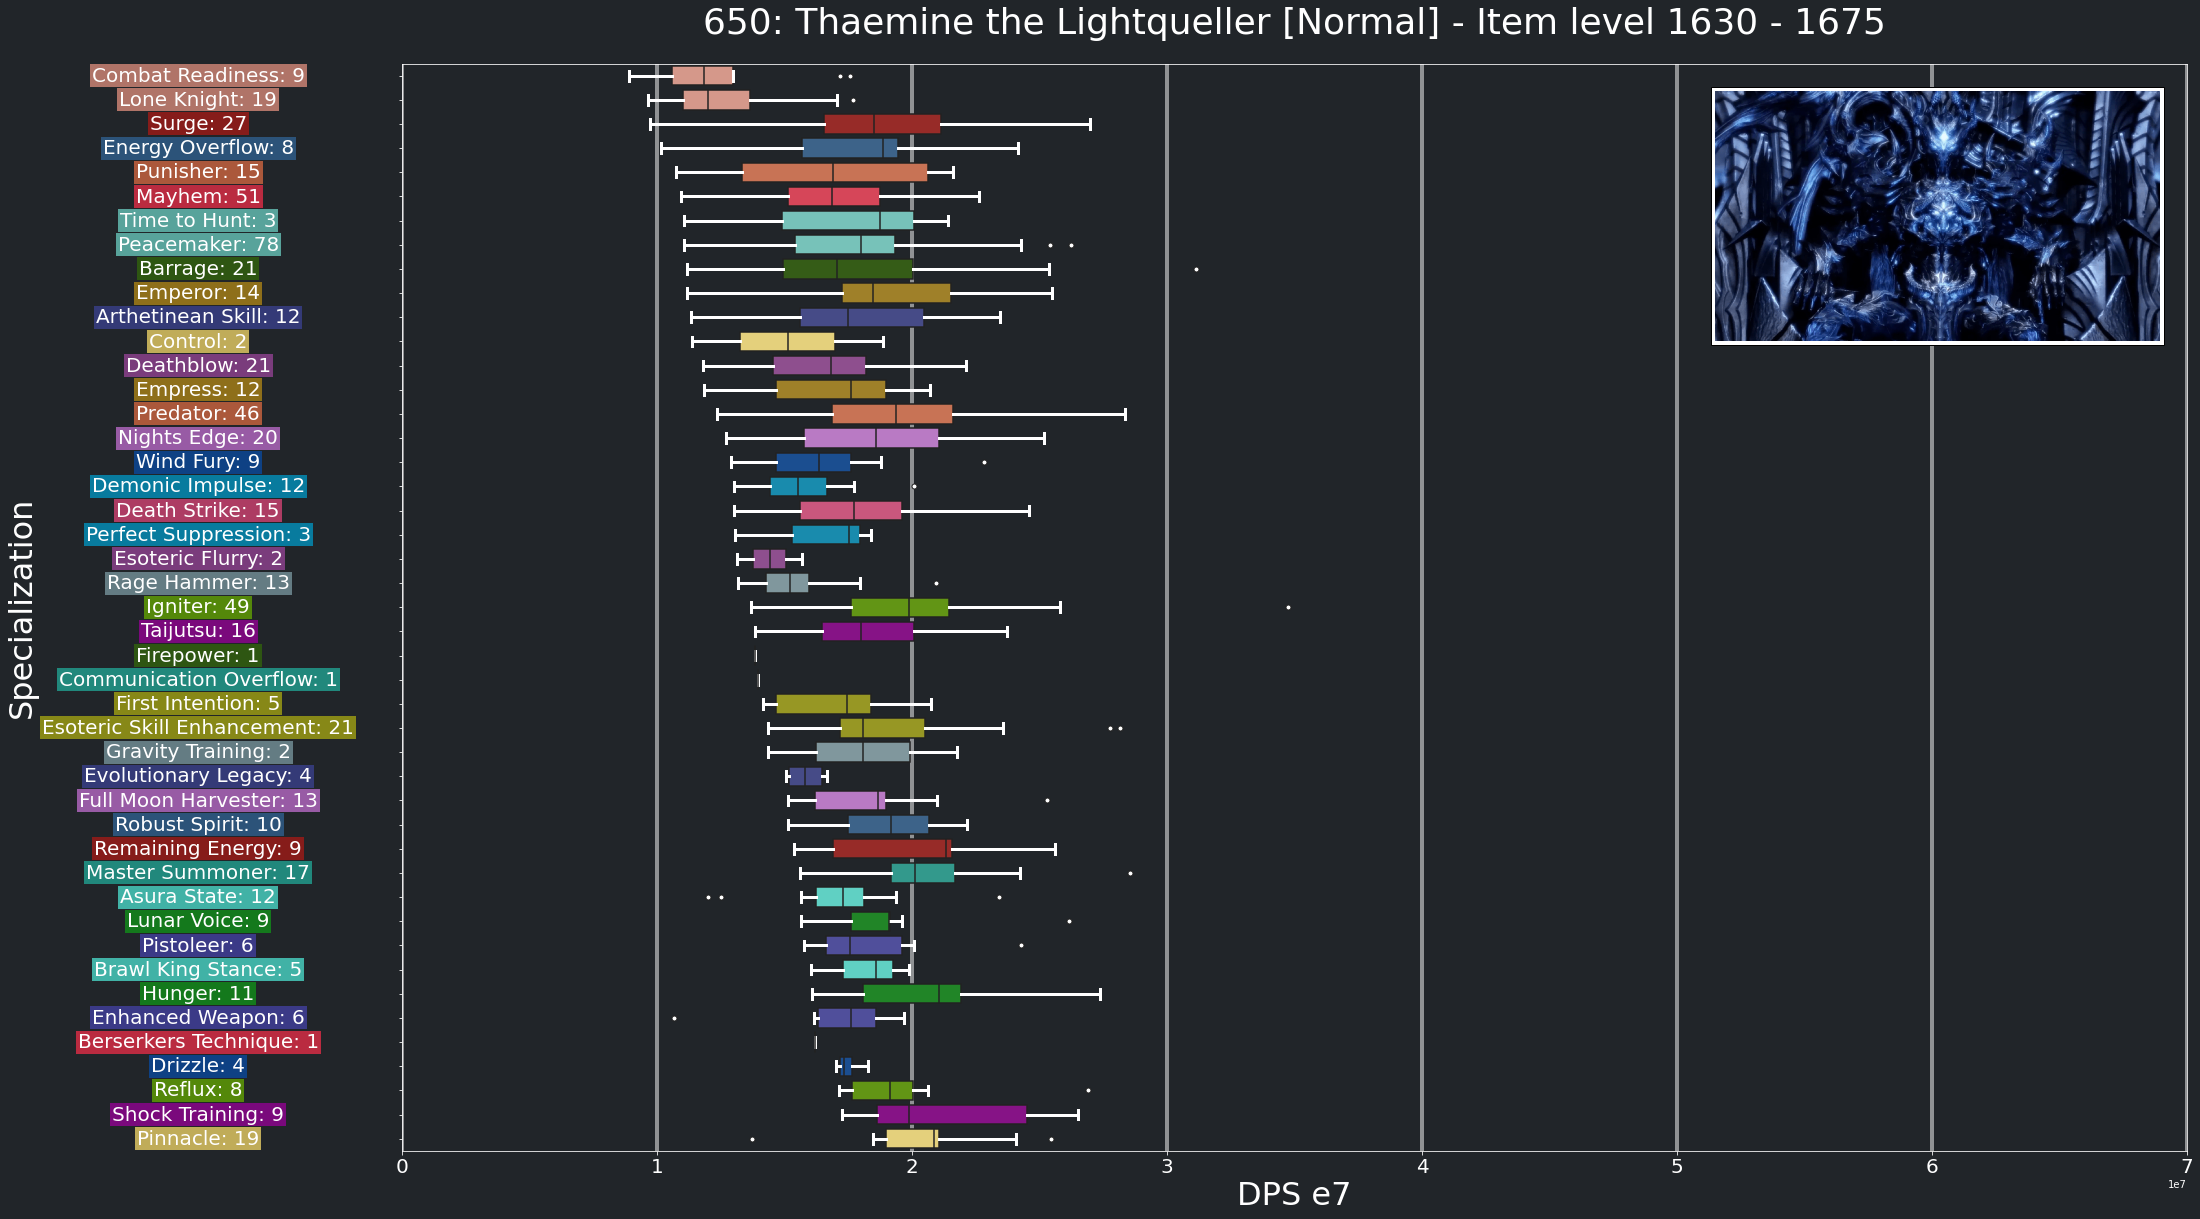 650: Thaemine the Lightqueller [Normal] - Item level 1630 - 1675
Combat Readiness: 9
Lone Knight: 19
Surge: 27
Energy Overflow: 8
Punisher: 15
Mayhem: 51
Time to Hunt: 3
Peacemaker: 78
Barrage: 21
Emperor: 14
Arthetinean Skill: 12
Control: 2
Deathblow: 21
Empress: 12
Predator: 46
Nights Edge: 20
Wind Fury: 9
Demonic Impulse: 12
Death Strike: 15
Perfect Suppression: 3
Esoteric Flurry: 2
Rage Hammer: 13
Igniter: 49
Taijutsu: 16
Firepower: 1
Communication Overflow: 1
First Intention: 5
Esoteric Skill Enhancement: 21
Gravity Training: 2
Evolutionary Legacy: 4
Full Moon Harvester: 13
Robust Spirit: 10
Remaining Energy: 9
Master Summoner: 17
Asura State: 12
Lunar Voice: 9
Pistoleer: 6
Brawl King Stance: 5
Hunger: 11
Enhanced Weapon: 6
Berserkers Technique: 1
Drizzle: 4
Reflux: 8
Shock Training: 9
Pinnacle: 19
Specialization
0 1 2 3 4 5 6 7
1e7
DPS e7